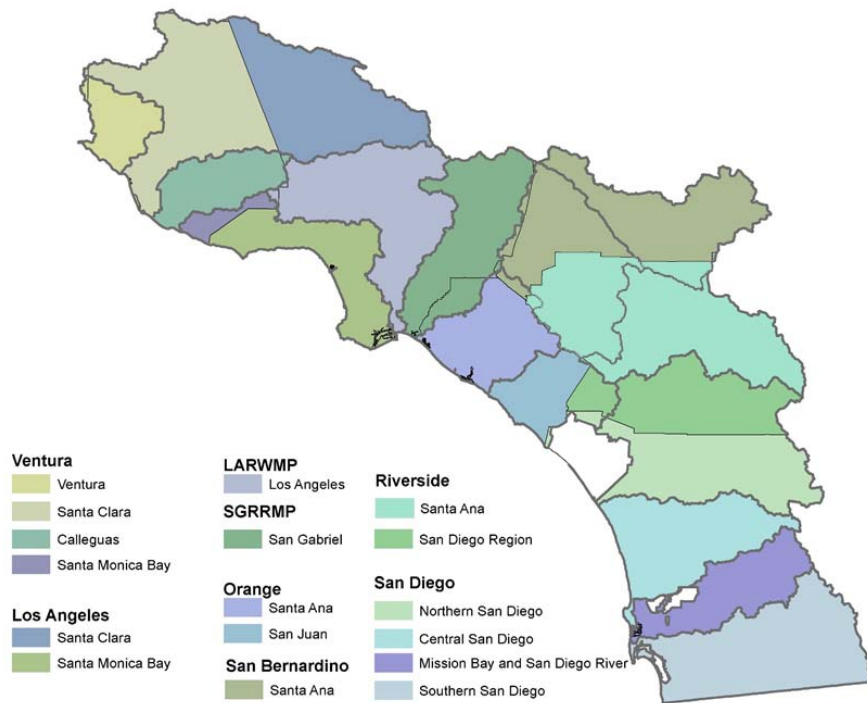 Ventura
Ventura
Santa Clara
Calleguas
Santa Monica Bay
Los Angeles
Santa Clara
Santa Monica Bay
LARWMP
Los Angeles
SGRRMP
San Gabriel
Orange
Santa Ana
San Juan
San Bernardino
Santa Ana
Riverside
Santa Ana
San Diego Region
San Diego
Northern San Diego
Central San Diego
Mission Bay and San Diego River
Southern San Diego